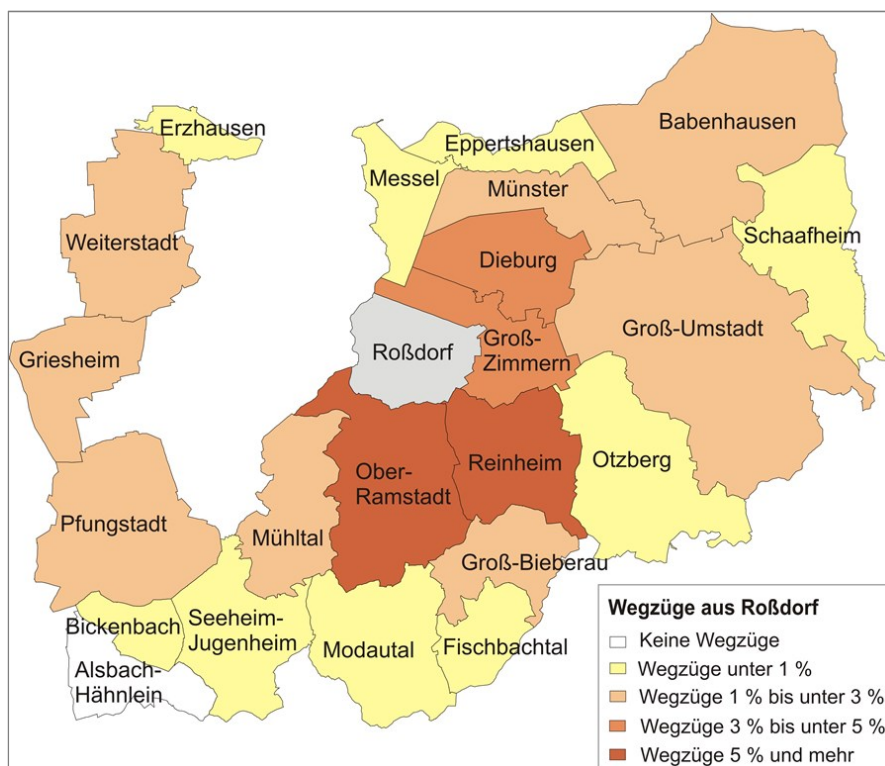 Erzhausen
Babenhausen
Eppertshausen
Messel
Münster
Weiterstadt
Schaafheim
Dieburg
Groß-Umstadt
Griesheim
Roßdorf
Groß-
Zimmern
Ober-
Ramstadt
Reinheim
Otzberg
Pfungstadt
Mühltal
Groß-Bieberau
Bickenbach
Seeheim-
Jugenheim
Modautal
Fischbachtal
Alsbach-
Hähnlein
Wegzüge aus Roßdorf
Keine Wegzüge
Wegzüge unter 1 %
Wegzüge 1 % bis unter 3 %
Wegzüge 3 % bis unter 5 %
Wegzüge 5 % und mehr